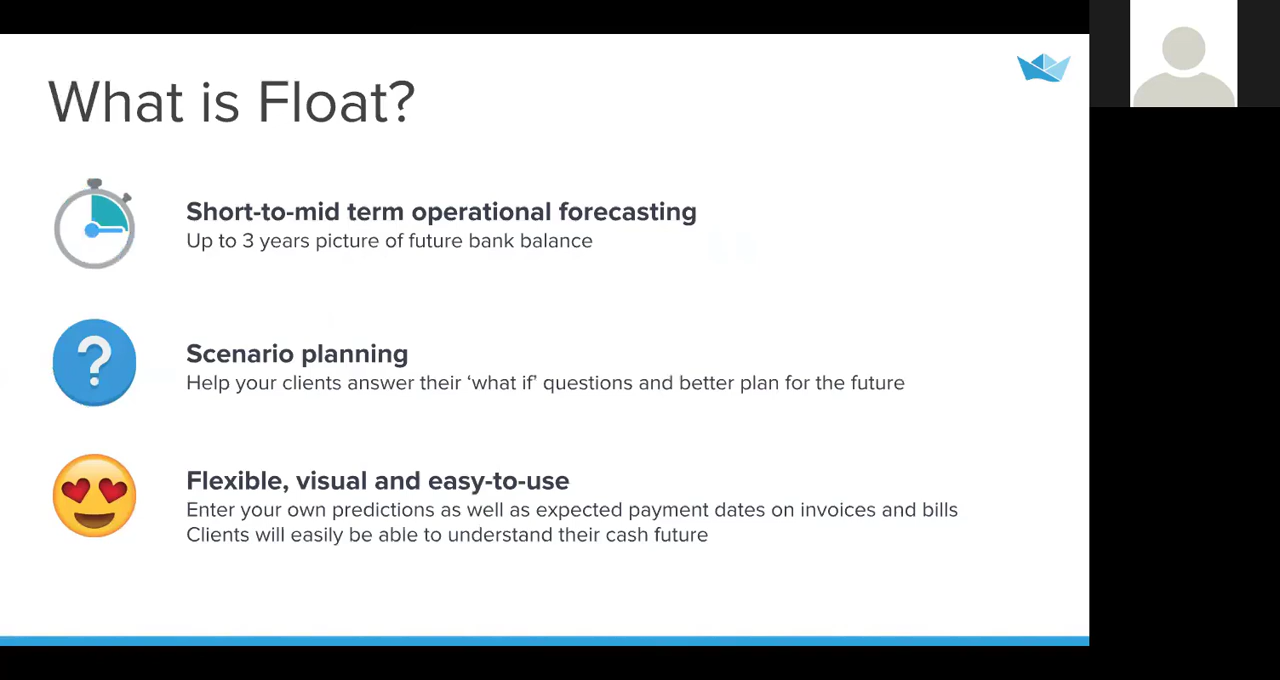 What is Float?
Short-to-mid term operational forecasting
Up to 3 years picture of future bank balance
?
Scenario planning
Help your clients answer their ‘what if’ questions and better plan for the future
Flexible, visual and easy-to-use
Enter your own predictions as well as expected payment dates on invoices and bills
Clients will easily be able to understand their cash future